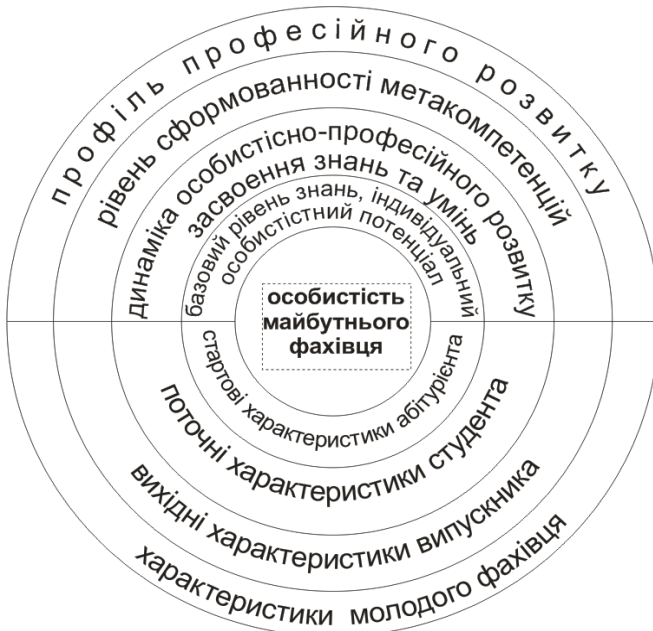 профіль професійного розвитку
рівень сформованності метакомпетенцій
динаміка особистісно-професійного розвитку
засвоення знань та умінь
базовий рівень знань, індивідуальний
особистістний потенціал
особистість
майбутнього
фахівця
стартові характеристики абітурієнта
поточні характеристики студента
вихідні характеристики випускника
характеристики молодого фахівця